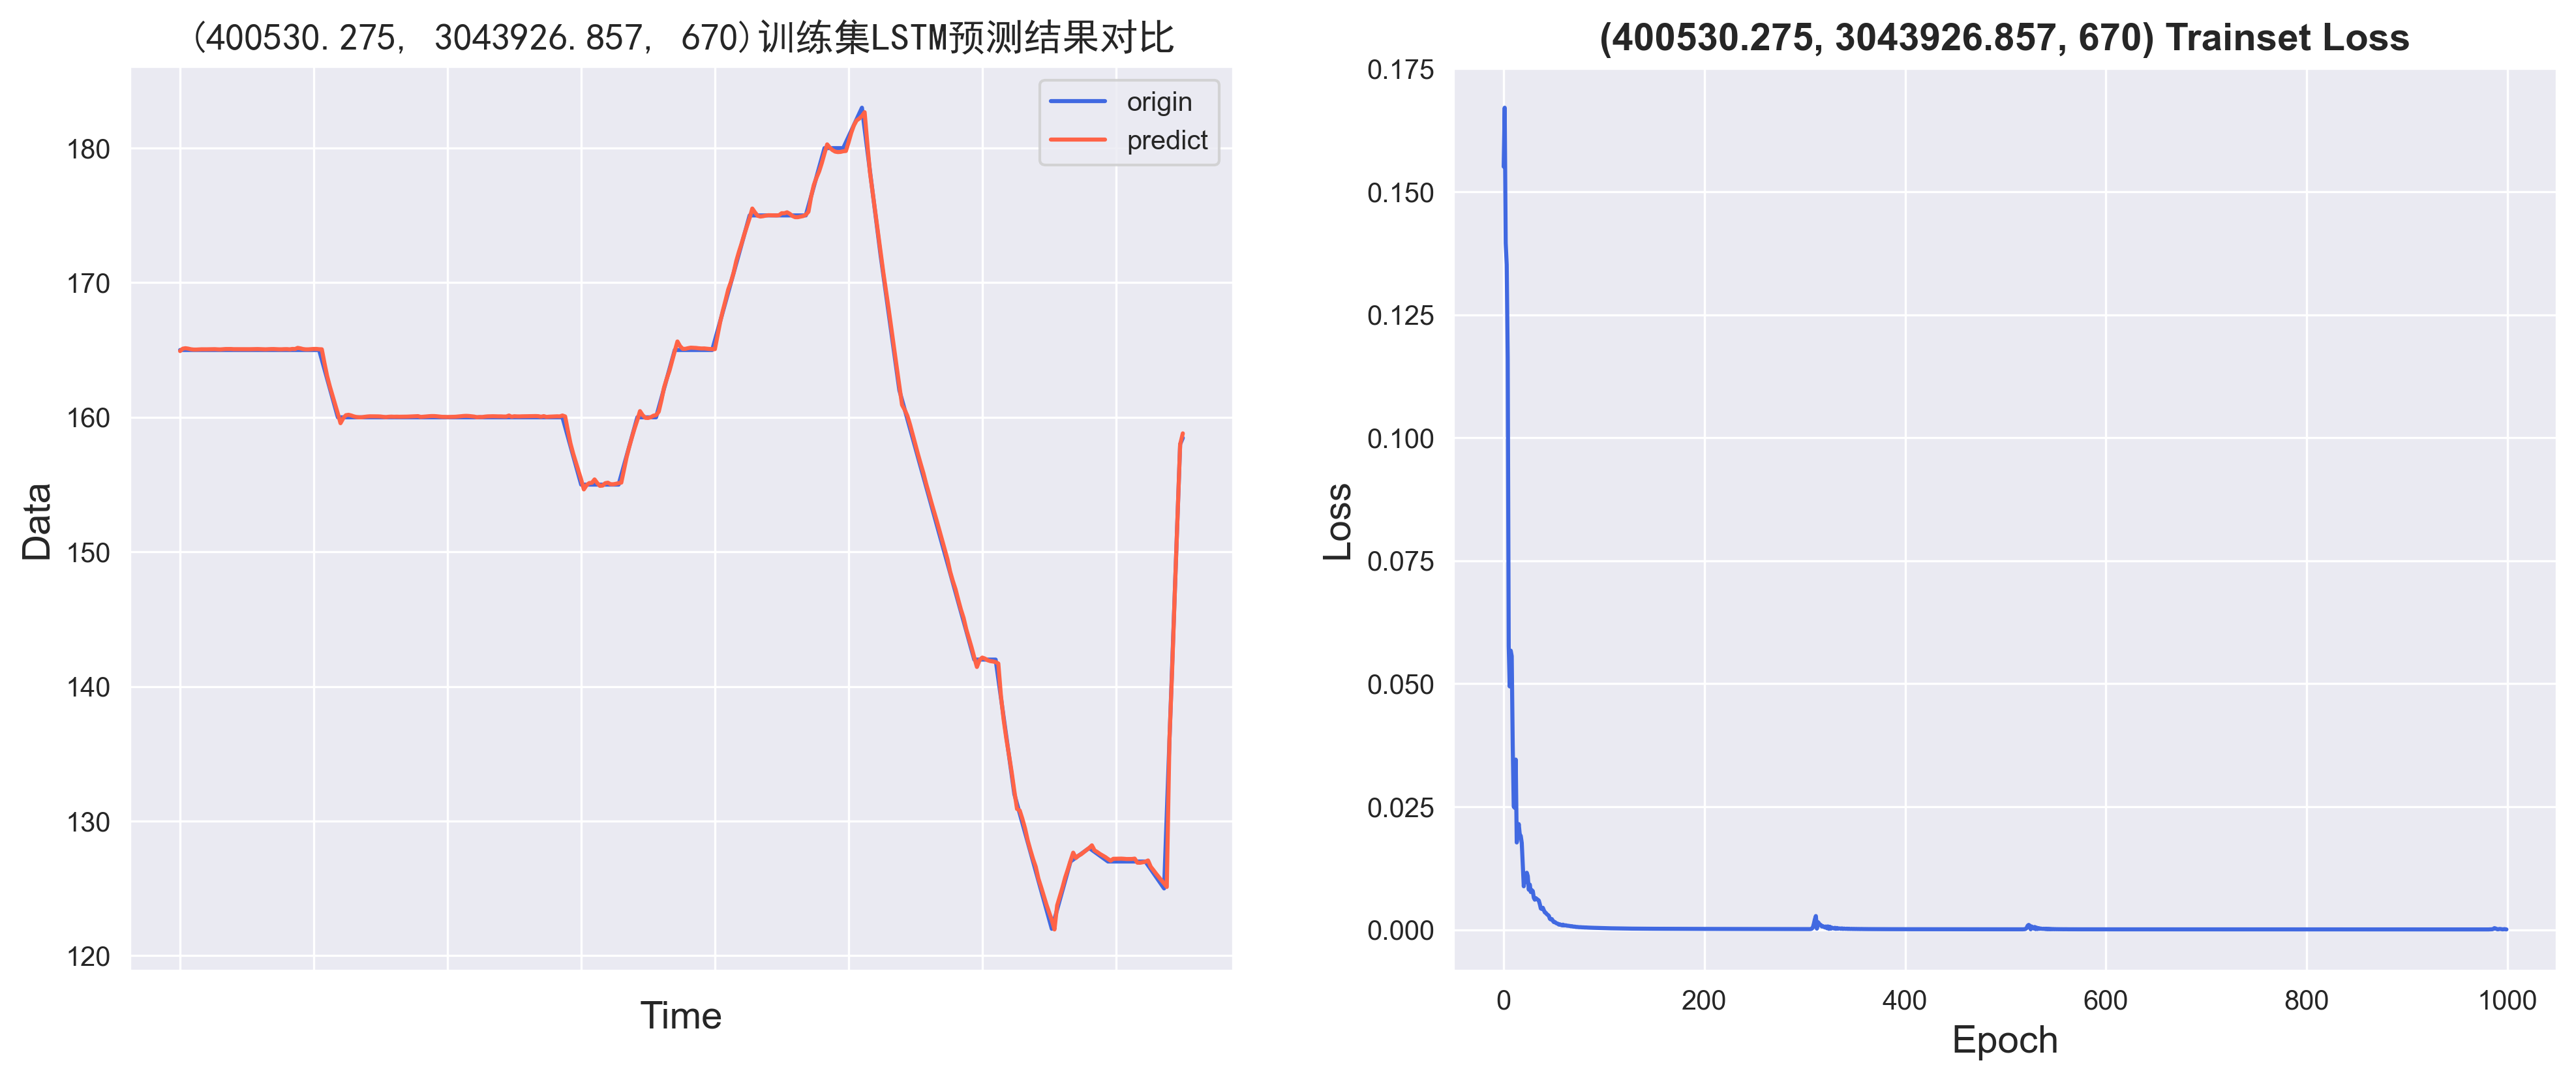 (400530.275, 3043926.857, 670)训练集LSTM预测结果对比
origin
predict
180
170
160
150
140
130
120
Data
Time
(400530.275, 3043926.857, 670) Trainset Loss
0.175
0.150
0.125
0.100
0.075
0.050
0.025
0.000
Loss
0 200 400 600 800 1000
Epoch